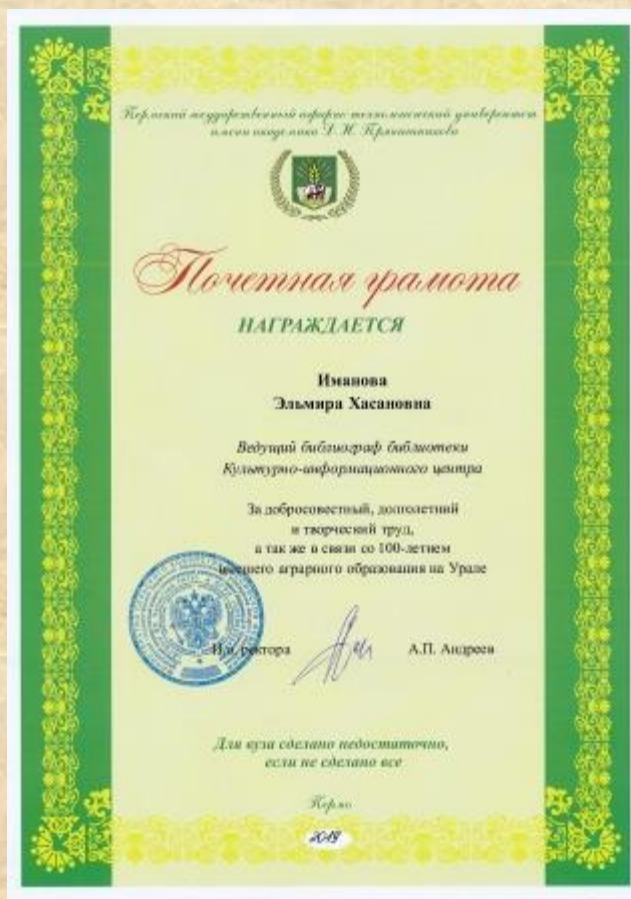 Пермский государственный аграрно-технологический университет
имени академика Д.Н. Прянишникова
Почетная грамота
НАГРАЖДАЕТСЯ
Иманова
Эльмира Хасановна
Ведущий библиограф библиотеки
Культурно-информационного центра
За добросовестный, долголетний
и творческий труд,
а так же в связи со 100-летием
высшего аграрного образования на Урале
И.о. ректора А.П. Андреев
Для вуза сделано недостаточно,
если не сделано все
Пермь
2019